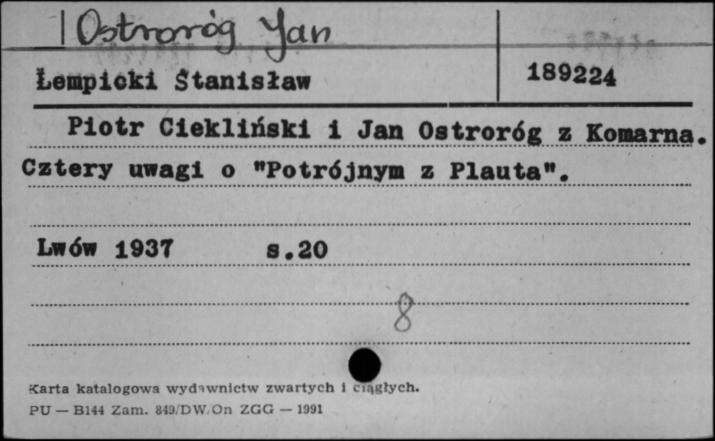 Ostroróg Jan
Łempicki Stanisław 189224
Piotr Ciekliński i Jan Ostroróg z Komarna.
Cztery uwagi o "Potrójnym z Plauta".
Lwów 1937 s.20
8
Karta katalogowa wydawnictw zwartych i ciągłych.
PU — B144 Zam. 849/DW/On ZGG — 1991